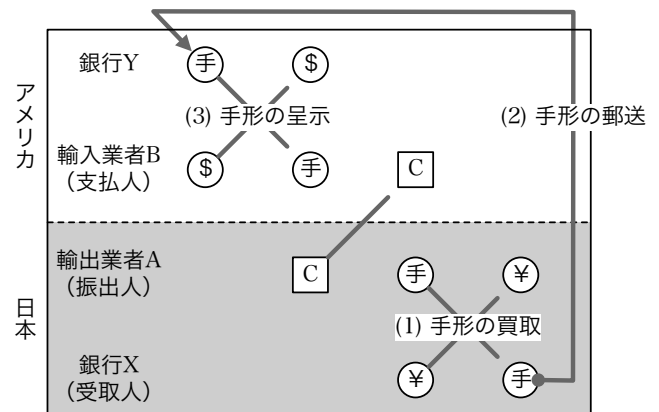 アメリカ
銀行Y
手
$
(3) 手形の呈示
(2) 手形の郵送
輸入業者B
（支払人）
$
手
C
日本
輸出業者A
（振出人）
C
手
¥
(1) 手形の買取
銀行X
（受取人）
¥
手